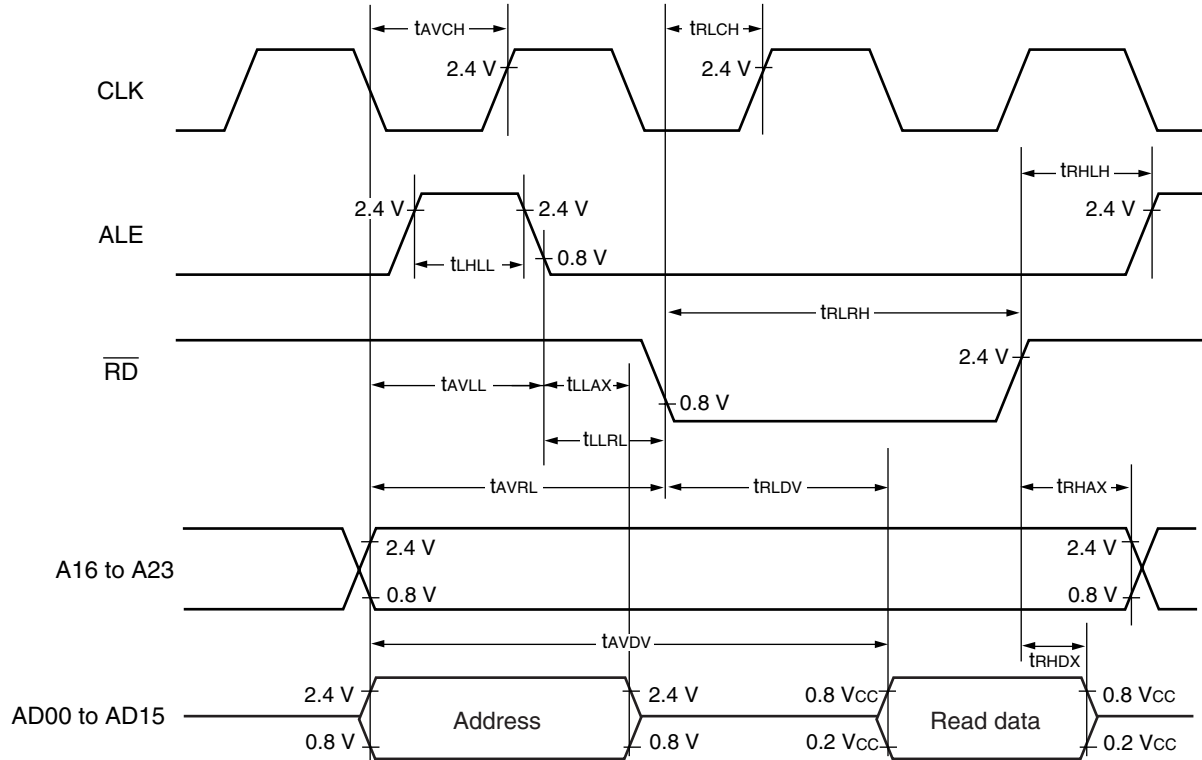 tAVCH
tRLCH
2.4 V
2.4 V
CLK
tRHLH
2.4 V
2.4 V
2.4 V
ALE
tLHLL
0.8 V
tRLRH
RD
2.4 V
tAVLL
tLLAX
0.8 V
tLLRL
tAVRL
tRLDV
tRHAX
2.4 V
2.4 V
A16 to A23
0.8 V
0.8 V
tAVDV
tRHDX
2.4 V
2.4 V
0.8 VCC
0.8 VCC
AD00 to AD15
Address
Read data
0.8 V
0.8 V
0.2 VCC
0.2 VCC